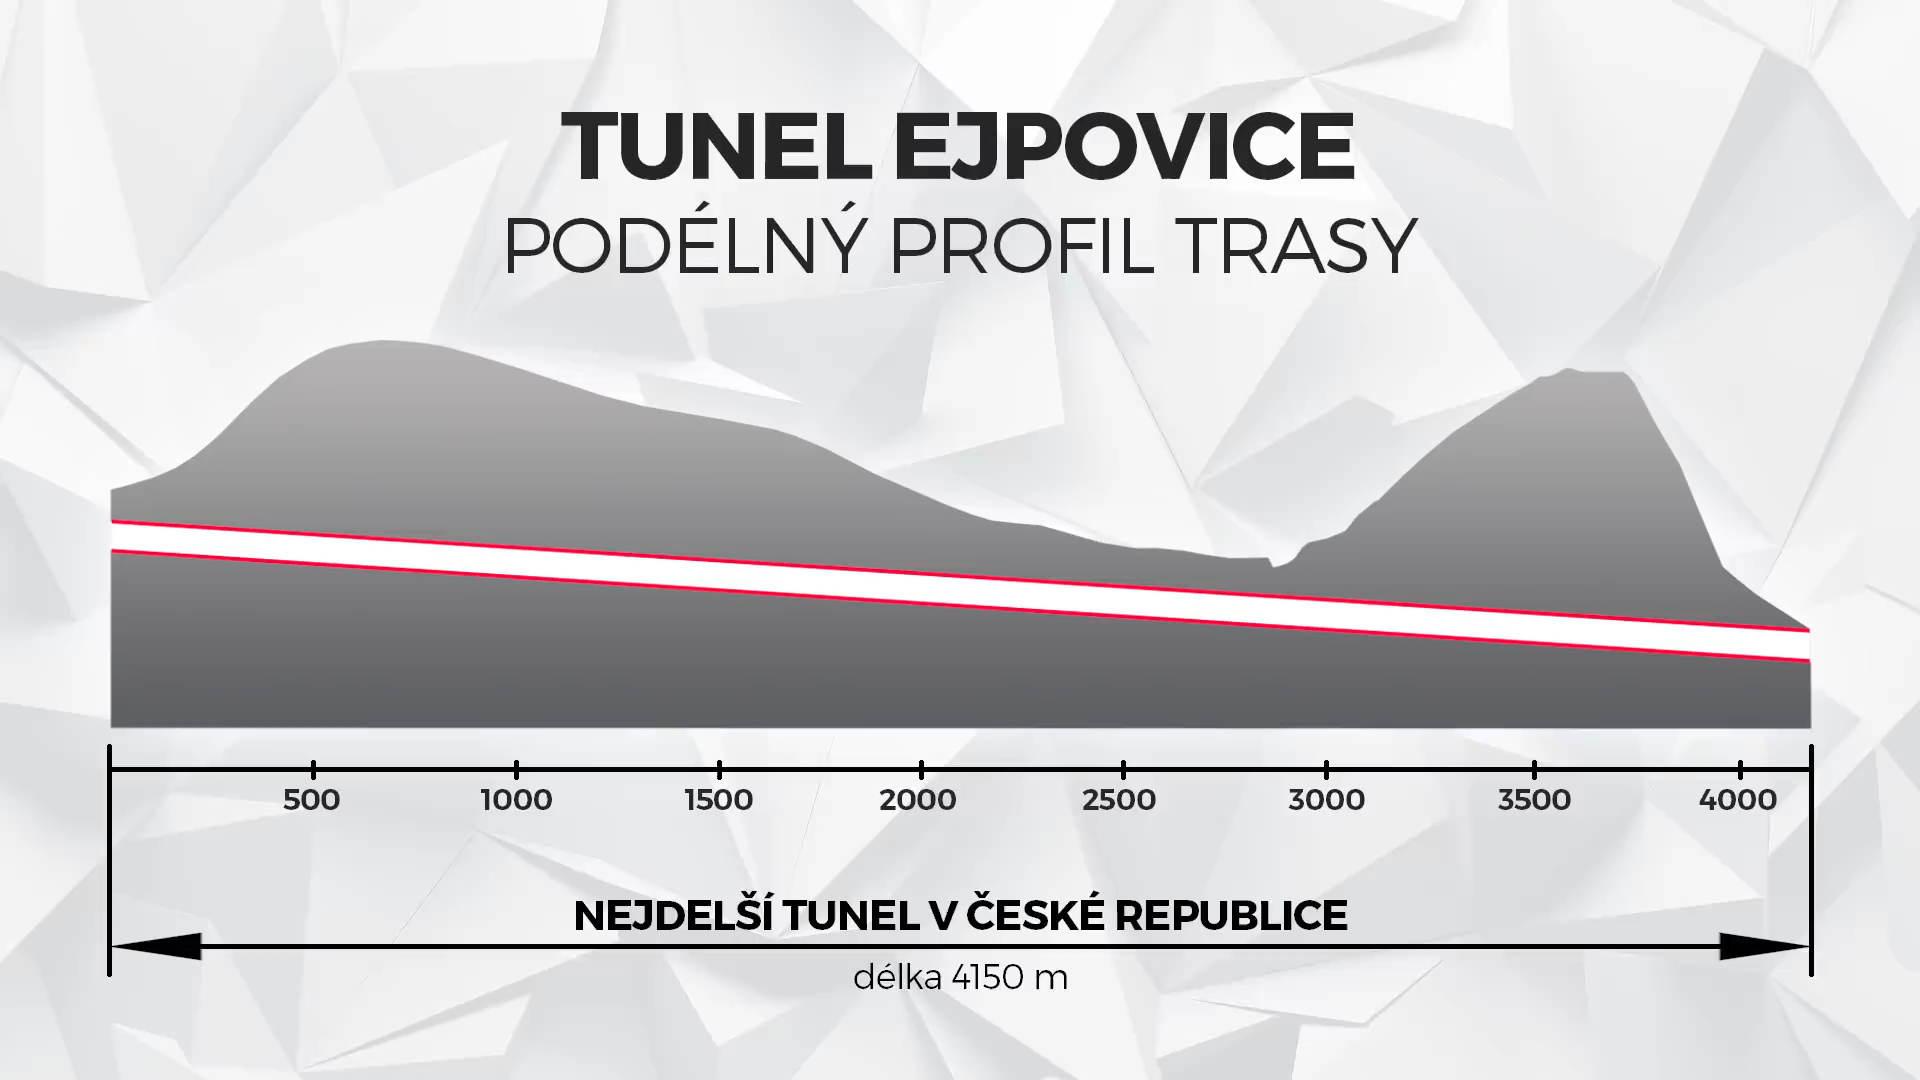 TUNEL EJPOVICE
PODÉLNÝ PROFIL TRASY
500 1000 1500 2000 2500 3000 3500 4000
NEJDELŠÍ TUNEL V ČESKÉ REPUBLICE
délka 4150 m